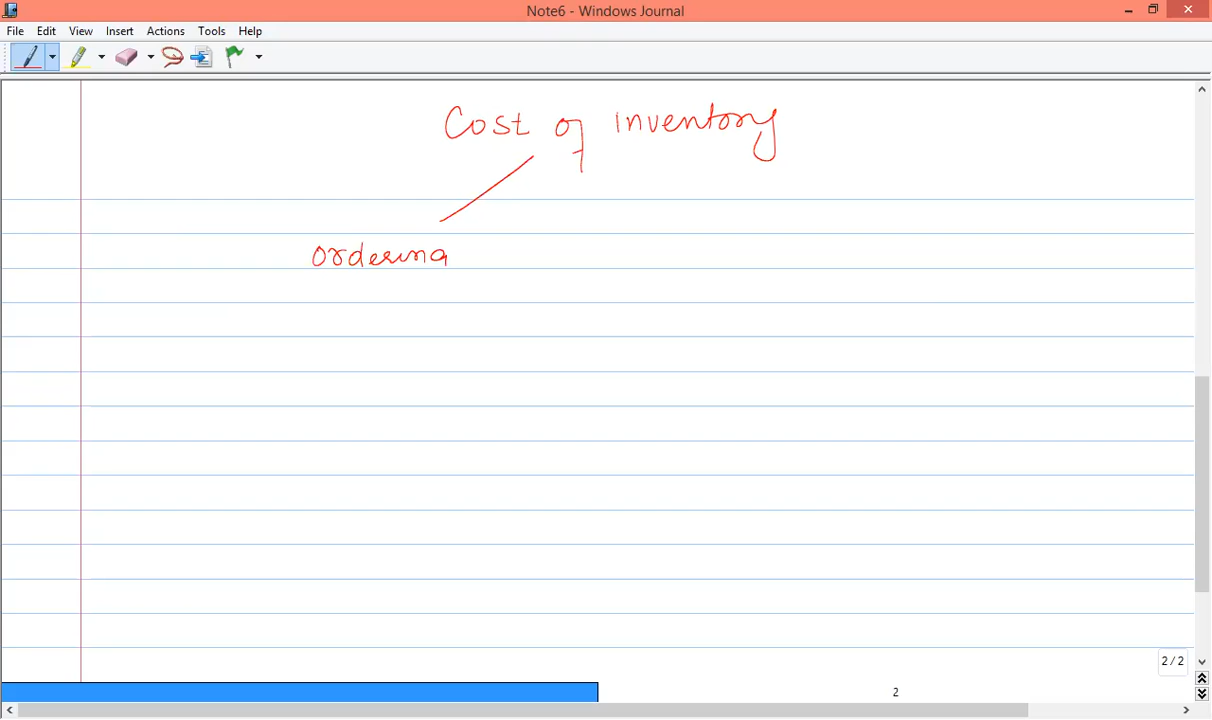 Note6 - Windows Journal
File Edit View Insert Actions Tools Help
Cost of inventory
orderina
2 / 2
2